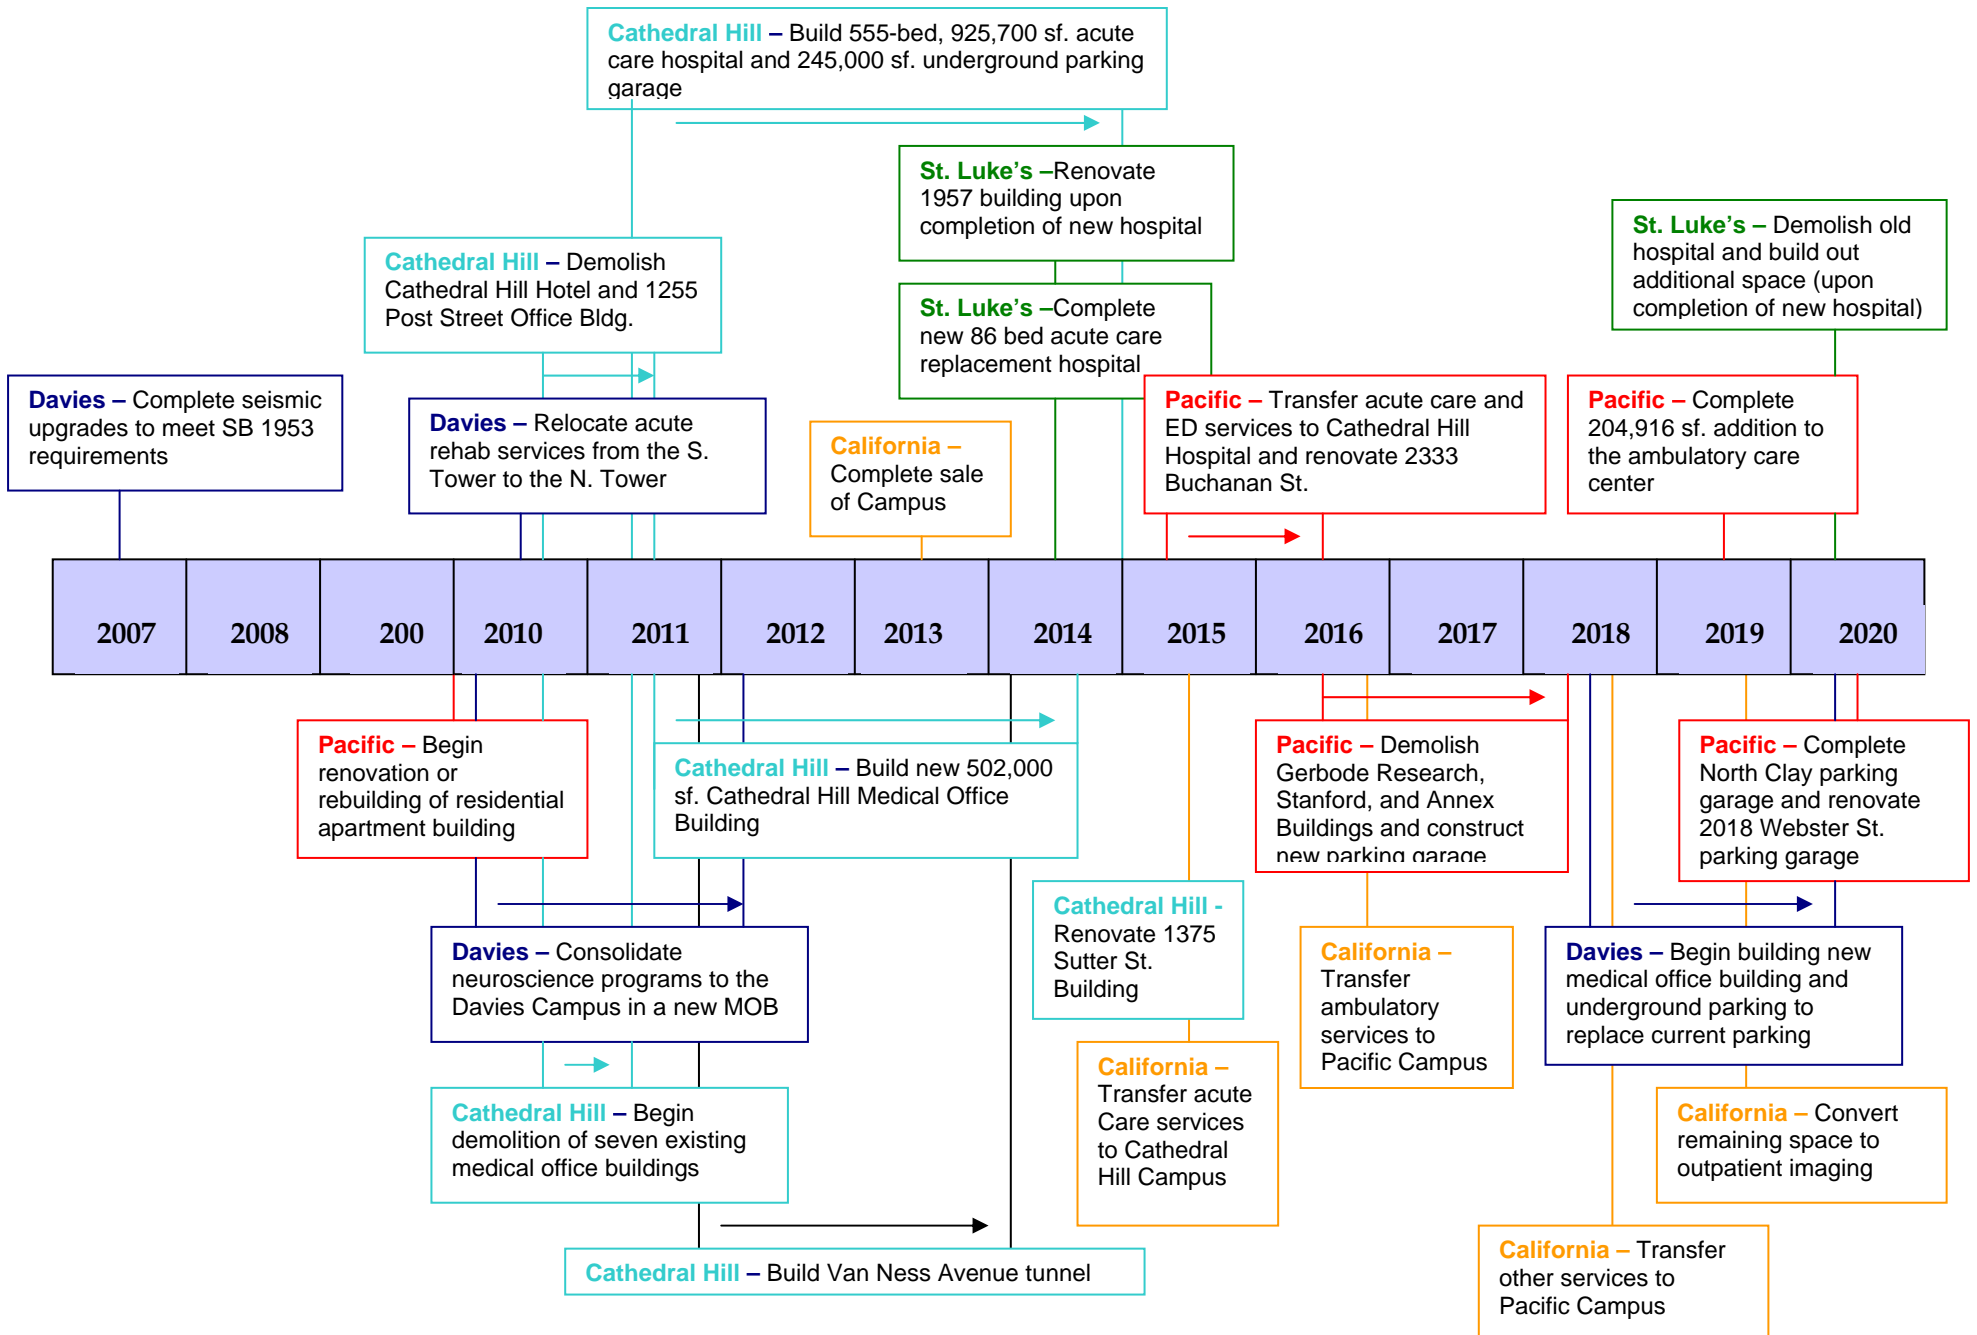 Cathedral Hill – Build 555-bed, 925,700 sf. acute
care hospital and 245,000 sf. underground parking
garage
St. Luke’s –Renovate
1957 building upon
completion of new hospital
St. Luke’s – Demolish old
hospital and build out
additional space (upon
completion of new hospital)
Cathedral Hill – Demolish
Cathedral Hill Hotel and 1255
Post Street Office Bldg.
St. Luke’s –Complete
new 86 bed acute care
replacement hospital
Davies – Complete seismic
upgrades to meet SB 1953
requirements
Davies – Relocate acute
rehab services from the S.
Tower to the N. Tower
California –
Complete sale
of Campus
Pacific – Transfer acute care and
ED services to Cathedral Hill
Hospital and renovate 2333
Buchanan St.
Pacific – Complete
204,916 sf. addition to
the ambulatory care
center
2007 2008 200 2010 2011 2012 2013 2014 2015 2016 2017 2018 2019 2020
Pacific – Begin
renovation or
rebuilding of residential
apartment building
Cathedral Hill – Build new 502,000
sf. Cathedral Hill Medical Office
Building
Pacific – Demolish
Gerbode Research,
Stanford, and Annex
Buildings and construct
new parking garage
Pacific – Complete
North Clay parking
garage and renovate
2018 Webster St.
parking garage
Cathedral Hill -
Renovate 1375
Sutter St.
Building
Davies – Consolidate
neuroscience programs to the
Davies Campus in a new MOB
California –
Transfer
ambulatory
services to
Pacific Campus
Davies – Begin building new
medical office building and
underground parking to
replace current parking
California –
Transfer acute
Care services
to Cathedral
Hill Campus
Cathedral Hill – Begin
demolition of seven existing
medical office buildings
California – Convert
remaining space to
outpatient imaging
Cathedral Hill – Build Van Ness Avenue tunnel
California – Transfer
other services to
Pacific Campus